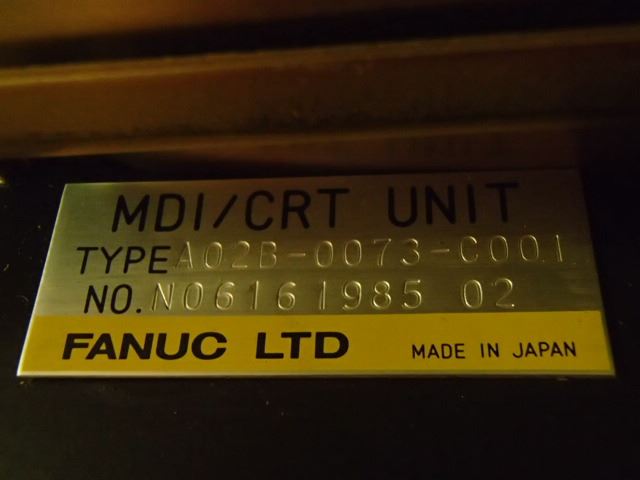 MDI/CRT UNIT
TYPE A02B-0073-C001
NO. N06161985 02
FANUC LTD MADE IN JAPAN